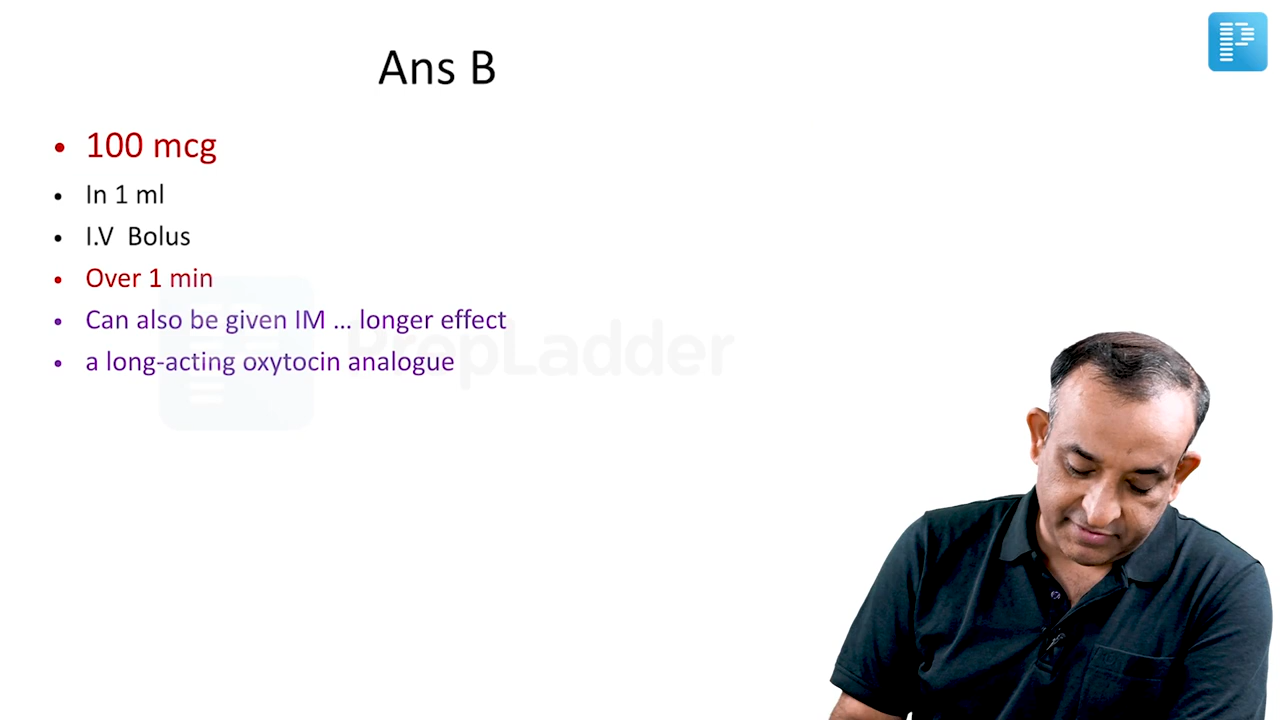 Ans B
• 100 mcg
• In 1 ml
• I.V Bolus
• Over 1 min
• Can also be given IM ... longer effect
• a long-acting oxytocin analogue
PrepLadder